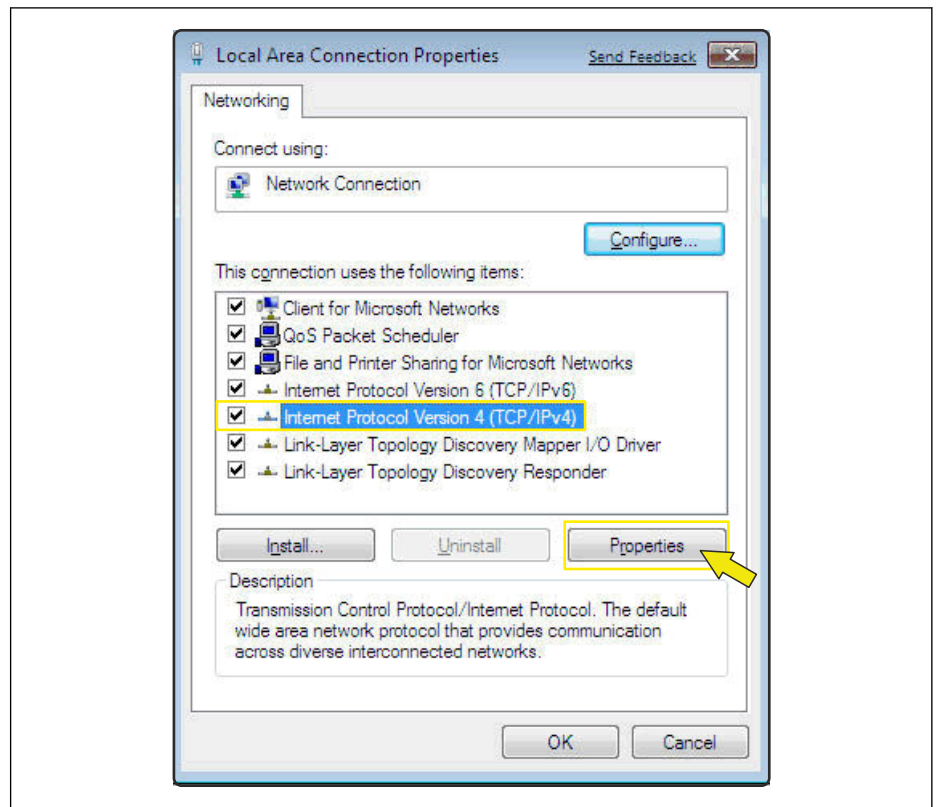 Local Area Connection Properties Send Feedback
Networking
Connect using:
Network Connection
Configure...
This connection uses the following items:
Client for Microsoft Networks
QoS Packet Scheduler
File and Printer Sharing for Microsoft Networks
Internet Protocol Version 6 (TCP/IPv6)
Internet Protocol Version 4 (TCP/IPv4)
Link-Layer Topology Discovery Mapper I/O Driver
Link-Layer Topology Discovery Responder
Install... Uninstall Properties
Description
Transmission Control Protocol/Internet Protocol. The default
wide area network protocol that provides communication
across diverse interconnected networks.
OK Cancel